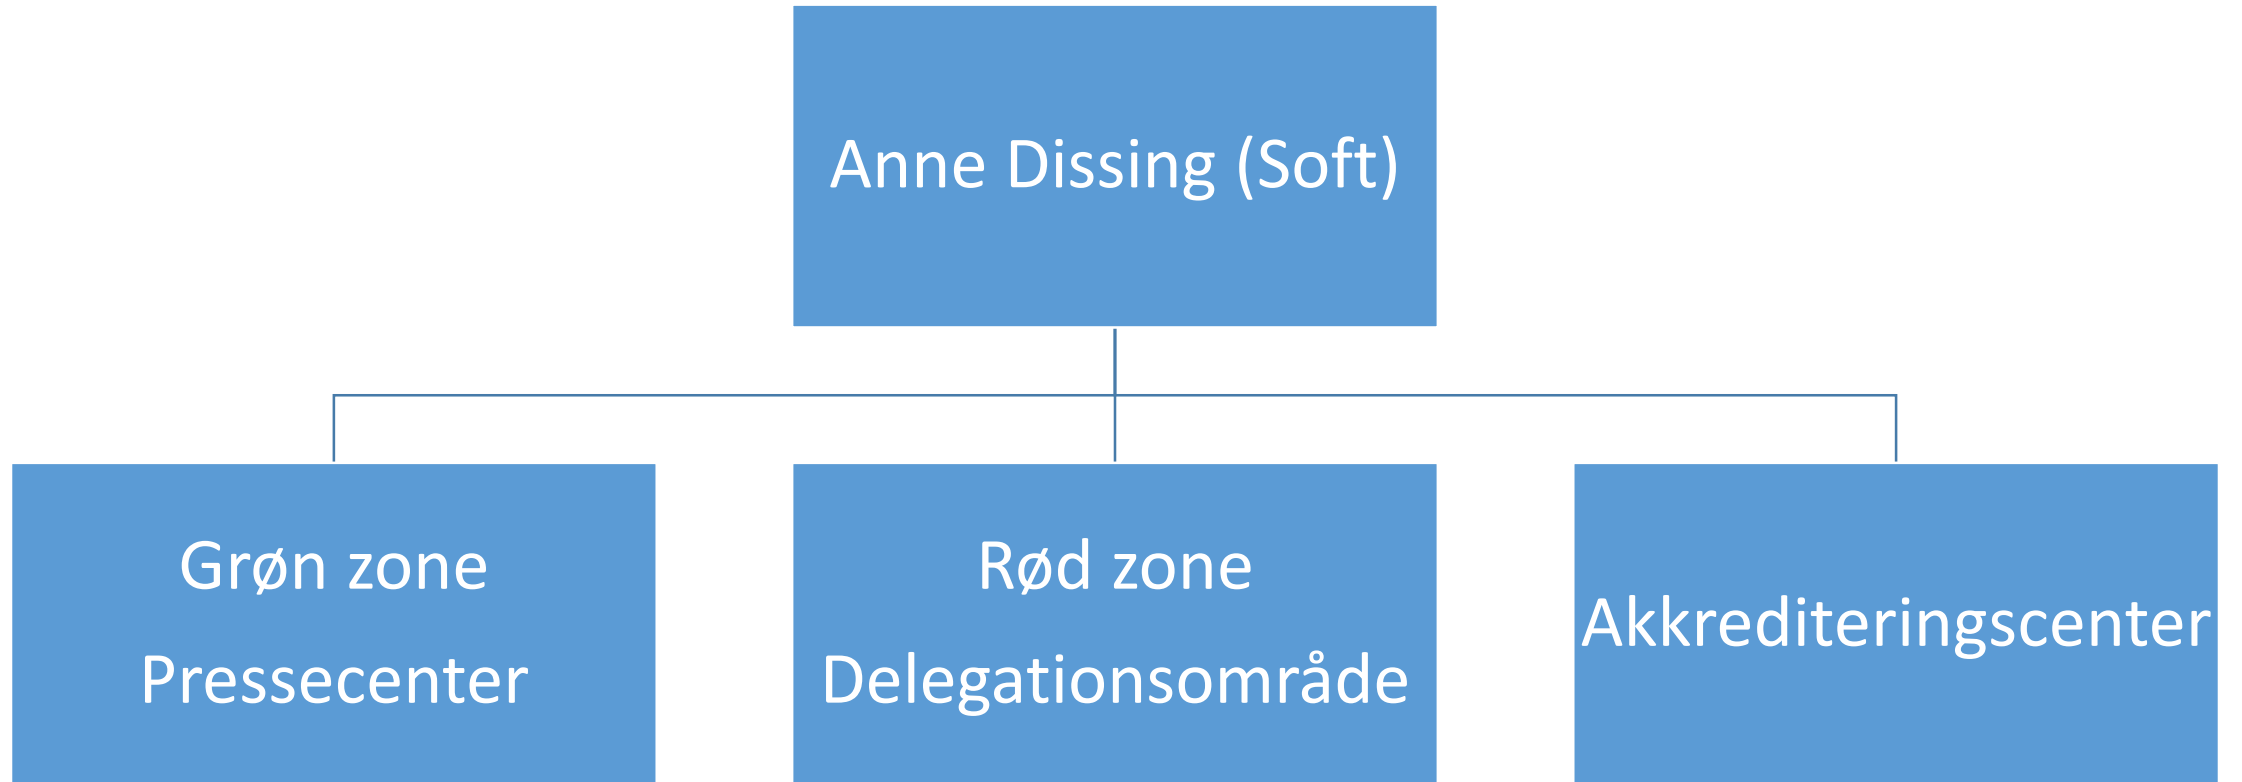 Anne Dissing (Soft)
Grøn zone
Pressecenter
Rød zone
Delegationsområde
Akkrediteringscenter